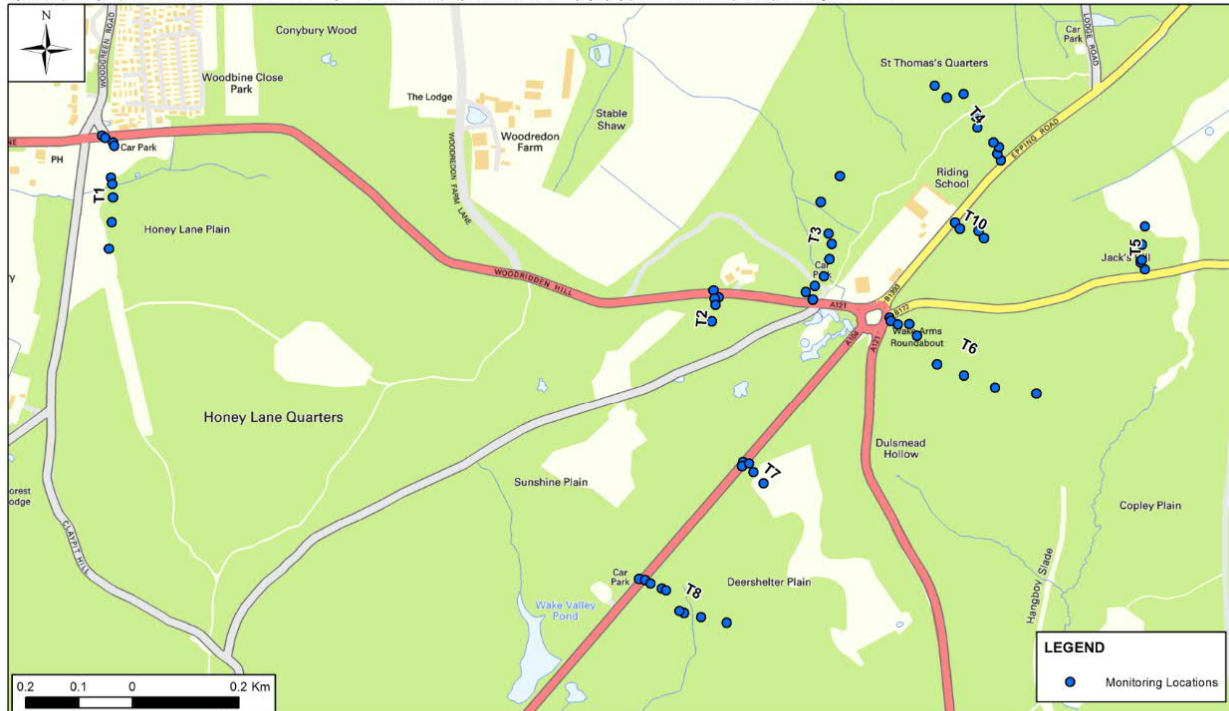 N
WOODGREEN ROAD
Conybury Wood
Woodbine Close
Park
The Lodge
Woodredon
Farm
Stable
Shaw
St Thomas's Quarters
Car
Park
LODGE ROAD
T4
EPPING ROAD
NE
PH
Car Park
T1
Honey Lane Plain
WOODREDON FARM LANE
Riding
School
T10
T3
Car
Park
T5
Jack's Hill
WOODRIDDEN HILL
T2
A121
B1393
B172
Wake Arms
Roundabout
T6
A104
A121
Honey Lane Quarters
Dulsmead
Hollow
Sunshine Plain
T7
Copley Plain
orest
odge
CLAYPIT HILL
Car
Park
T8
Deershelter Plain
Wake Valley
Pond
Hangboy Slade
LEGEND
Monitoring Locations
0.2 0.1 0 0.2 Km